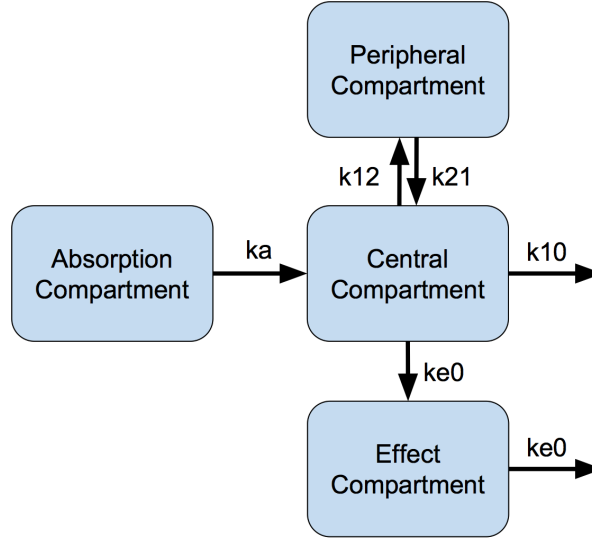 Peripheral
Compartment
k12
k21
Absorption
Compartment
ka
Central
Compartment
k10
ke0
Effect
Compartment
ke0